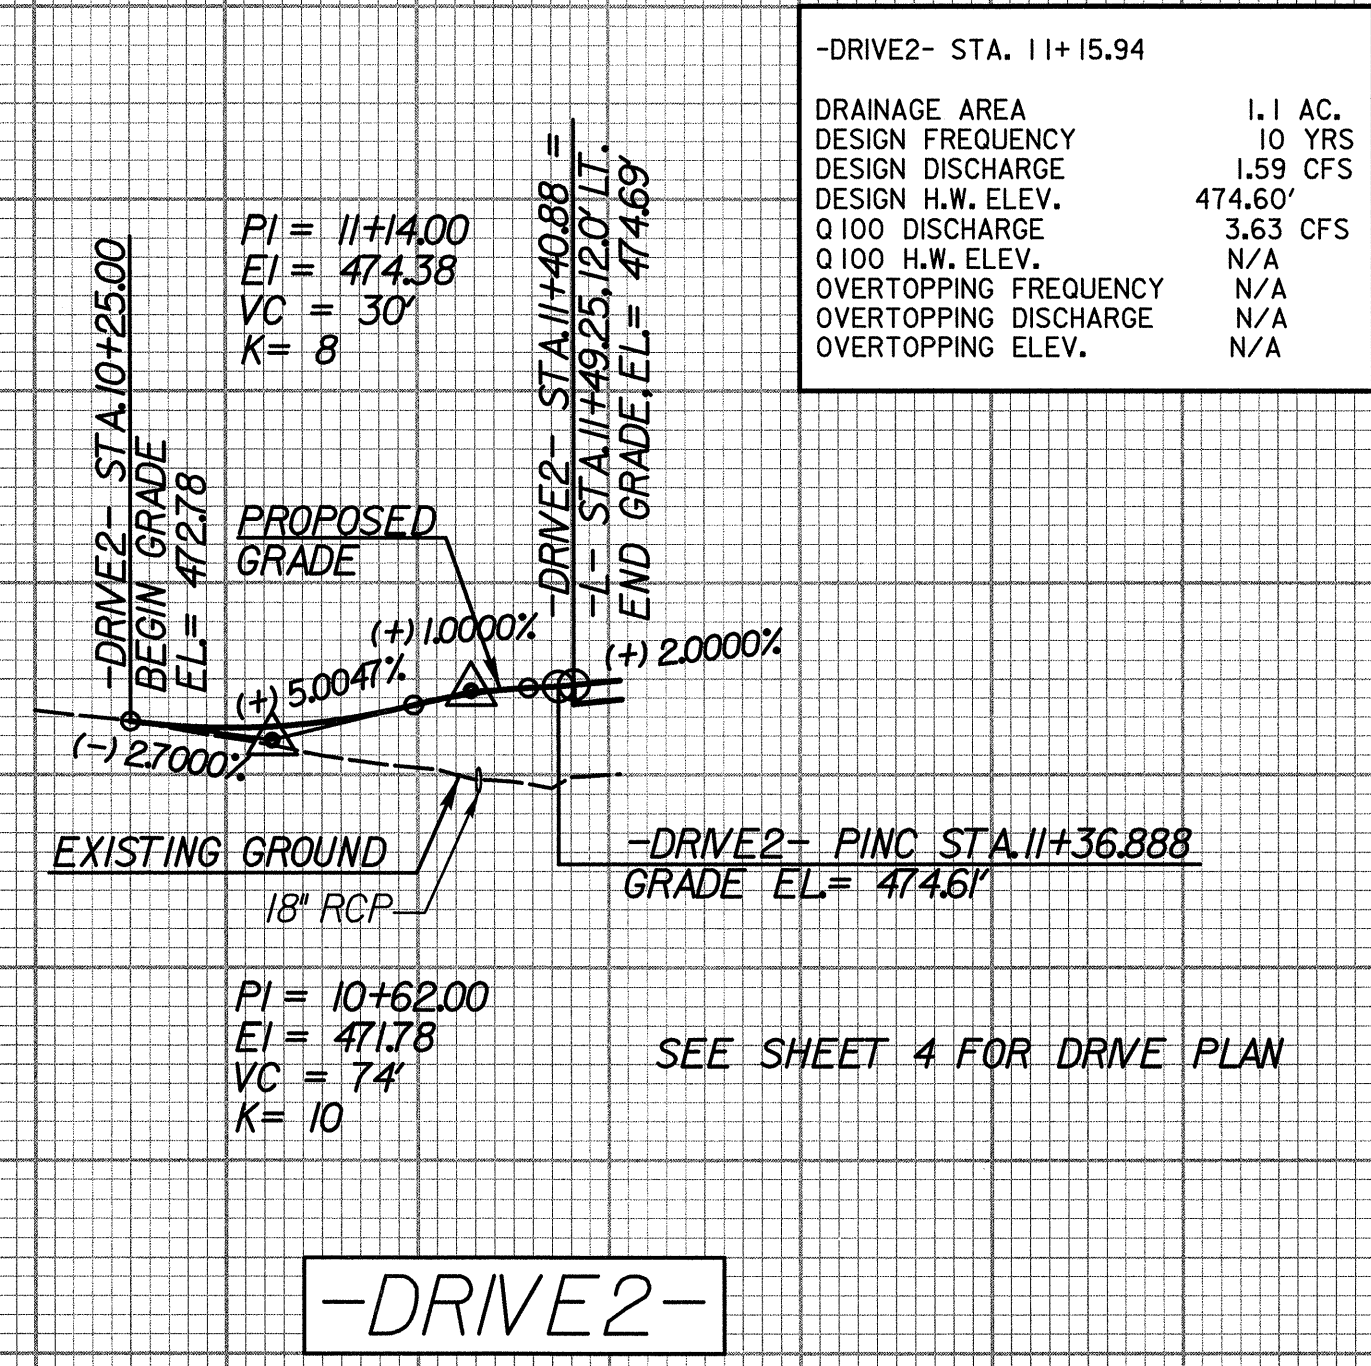 -DRIVE2- STA. 11+15.94
DRAINAGE AREA 1.1 AC.
DESIGN FREQUENCY 10 YRS
DESIGN DISCHARGE 1.59 CFS
DESIGN H.W. ELEV. 474.60'
Q100 DISCHARGE 3.63 CFS
Q100 H.W. ELEV. N/A
OVERTOPPING FREQUENCY N/A
OVERTOPPING DISCHARGE N/A
OVERTOPPING ELEV. N/A
-DRIVE2- STA.10+25.00
BEGIN GRADE
EL.= 472.78
PI = 11+14.00
EI = 474.38
VC = 30'
K= 8
-DRIVE2- STA.11+40.88 =
-L- STA.11+49.25,12.0' LT.
END GRADE,EL.= 474.69'
PROPOSED
GRADE
(+) 1.0000%
(+) 2.0000%
(+) 5.0047%
(-) 2.7000%
EXISTING GROUND
18" RCP
-DRIVE2- PINC STA.11+36.888
GRADE EL.= 474.61'
PI = 10+62.00
EI = 471.78
VC = 74'
K= 10
SEE SHEET 4 FOR DRIVE PLAN
-DRIVE2-